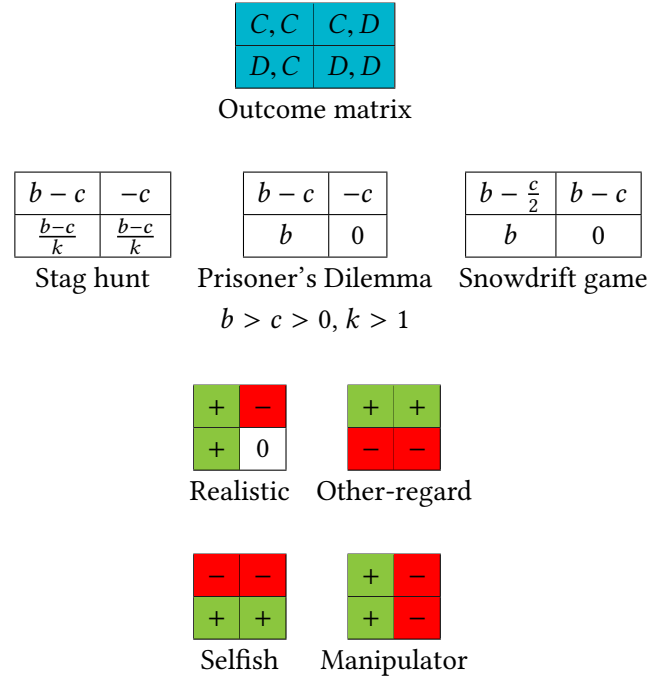 C, C C, D
D, C D, D
Outcome matrix
b − c −c b − c −c b − c/2 b − c
b−c/k b−c/k b 0 b 0
Stag hunt Prisoner's Dilemma Snowdrift game
b > c > 0, k > 1
+ − + +
+ 0 − −
Realistic Other-regard
− − + −
+ + + −
Selfish Manipulator